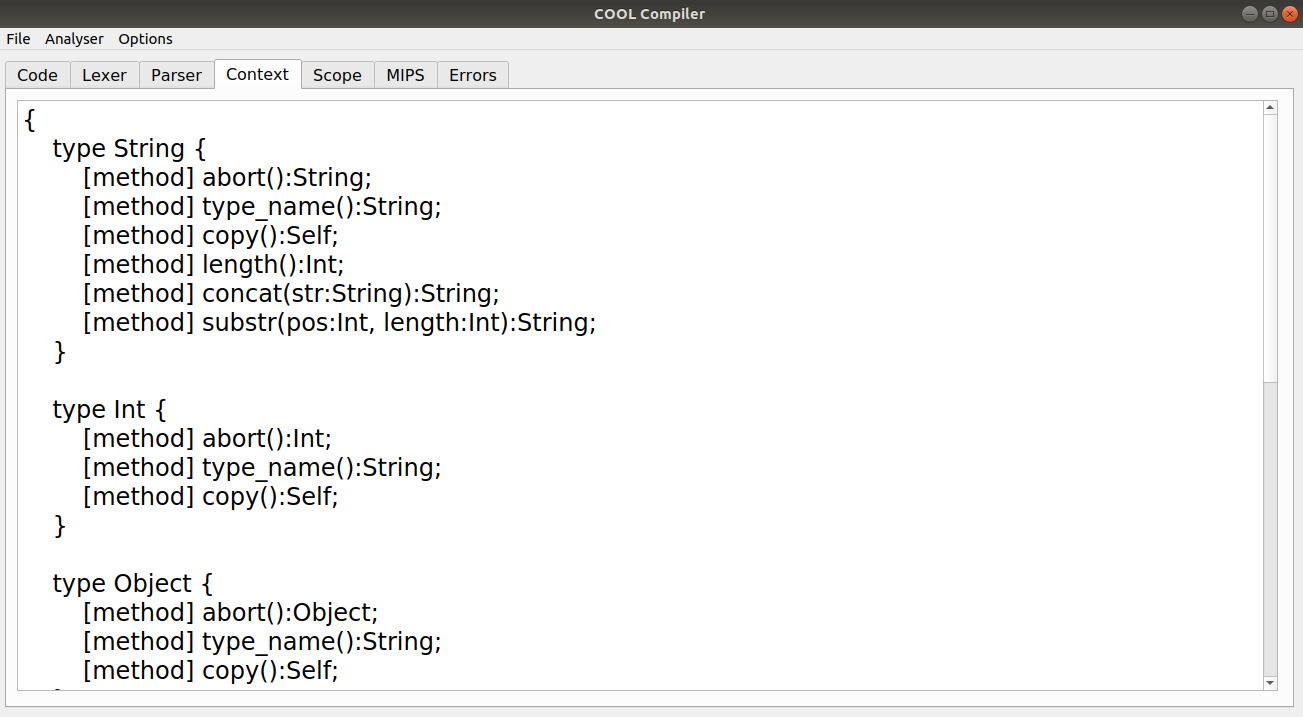 COOL Compiler
File Analyser Options
Code Lexer Parser Context Scope MIPS Errors
{
type String {
[method] abort():String;
[method] type_name():String;
[method] copy():Self;
[method] length():Int;
[method] concat(str:String):String;
[method] substr(pos:Int, length:Int):String;
}
type Int {
[method] abort():Int;
[method] type_name():String;
[method] copy():Self;
}
type Object {
[method] abort():Object;
[method] type_name():String;
[method] copy():Self;